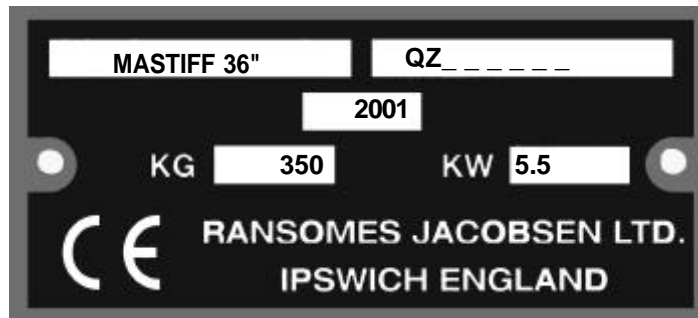 MASTIFF 36" QZ_ _ _ _ _ _
2001
KG 350 KW 5.5
CE RANSOMES JACOBSEN LTD.
IPSWICH ENGLAND